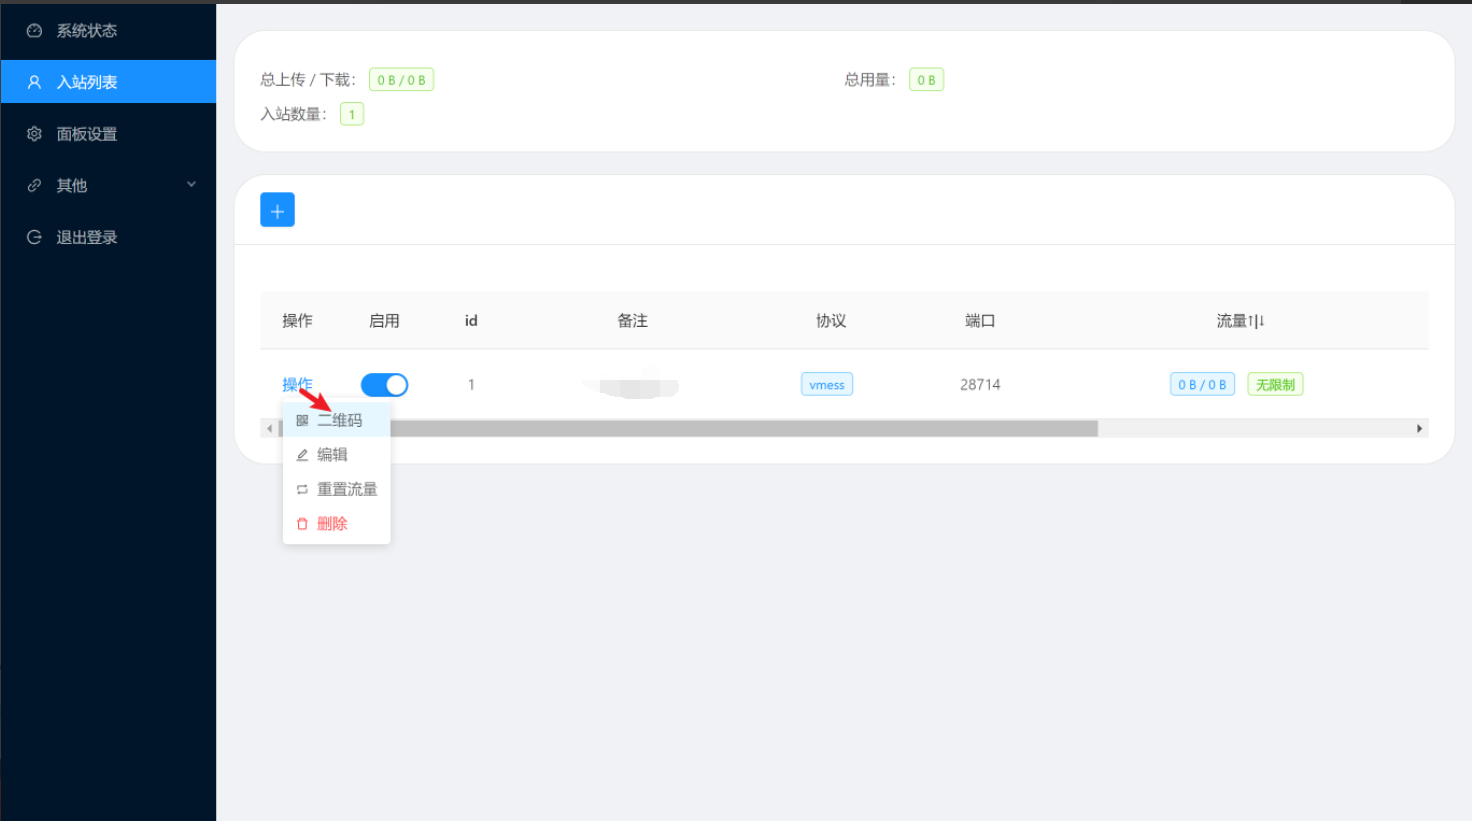 系统状态
入站列表
面板设置
其他
退出登录
总上传 / 下载： 0 B / 0 B
总用量： 0 B
入站数量： 1
操作 启用 id 备注 协议 端口 流量↑|↓
操作 1 vmess 28714 0 B / 0 B 无限制
二维码
编辑
重置流量
删除